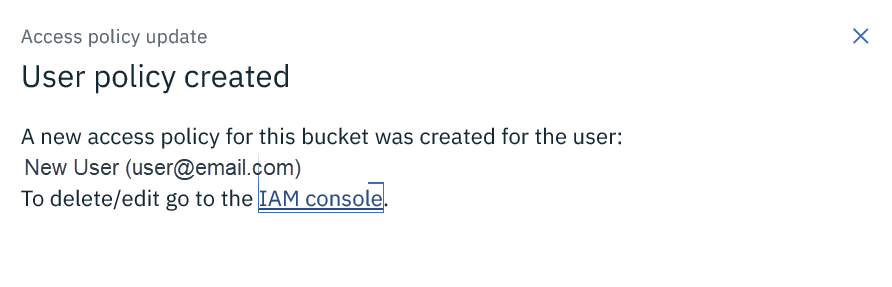 Access policy update
User policy created
A new access policy for this bucket was created for the user:
New User (user@email.com)
To delete/edit go to the IAM console.